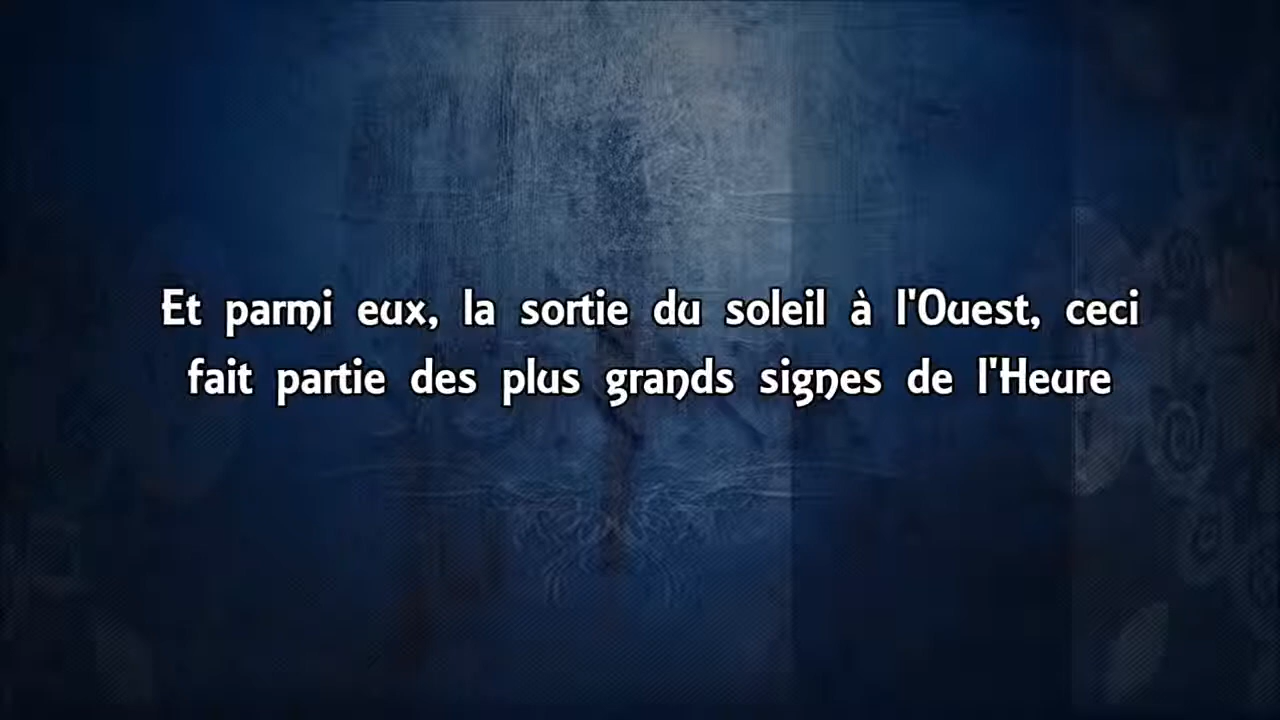 Et parmi eux, la sortie du soleil à l'Ouest, ceci
fait partie des plus grands signes de l'Heure